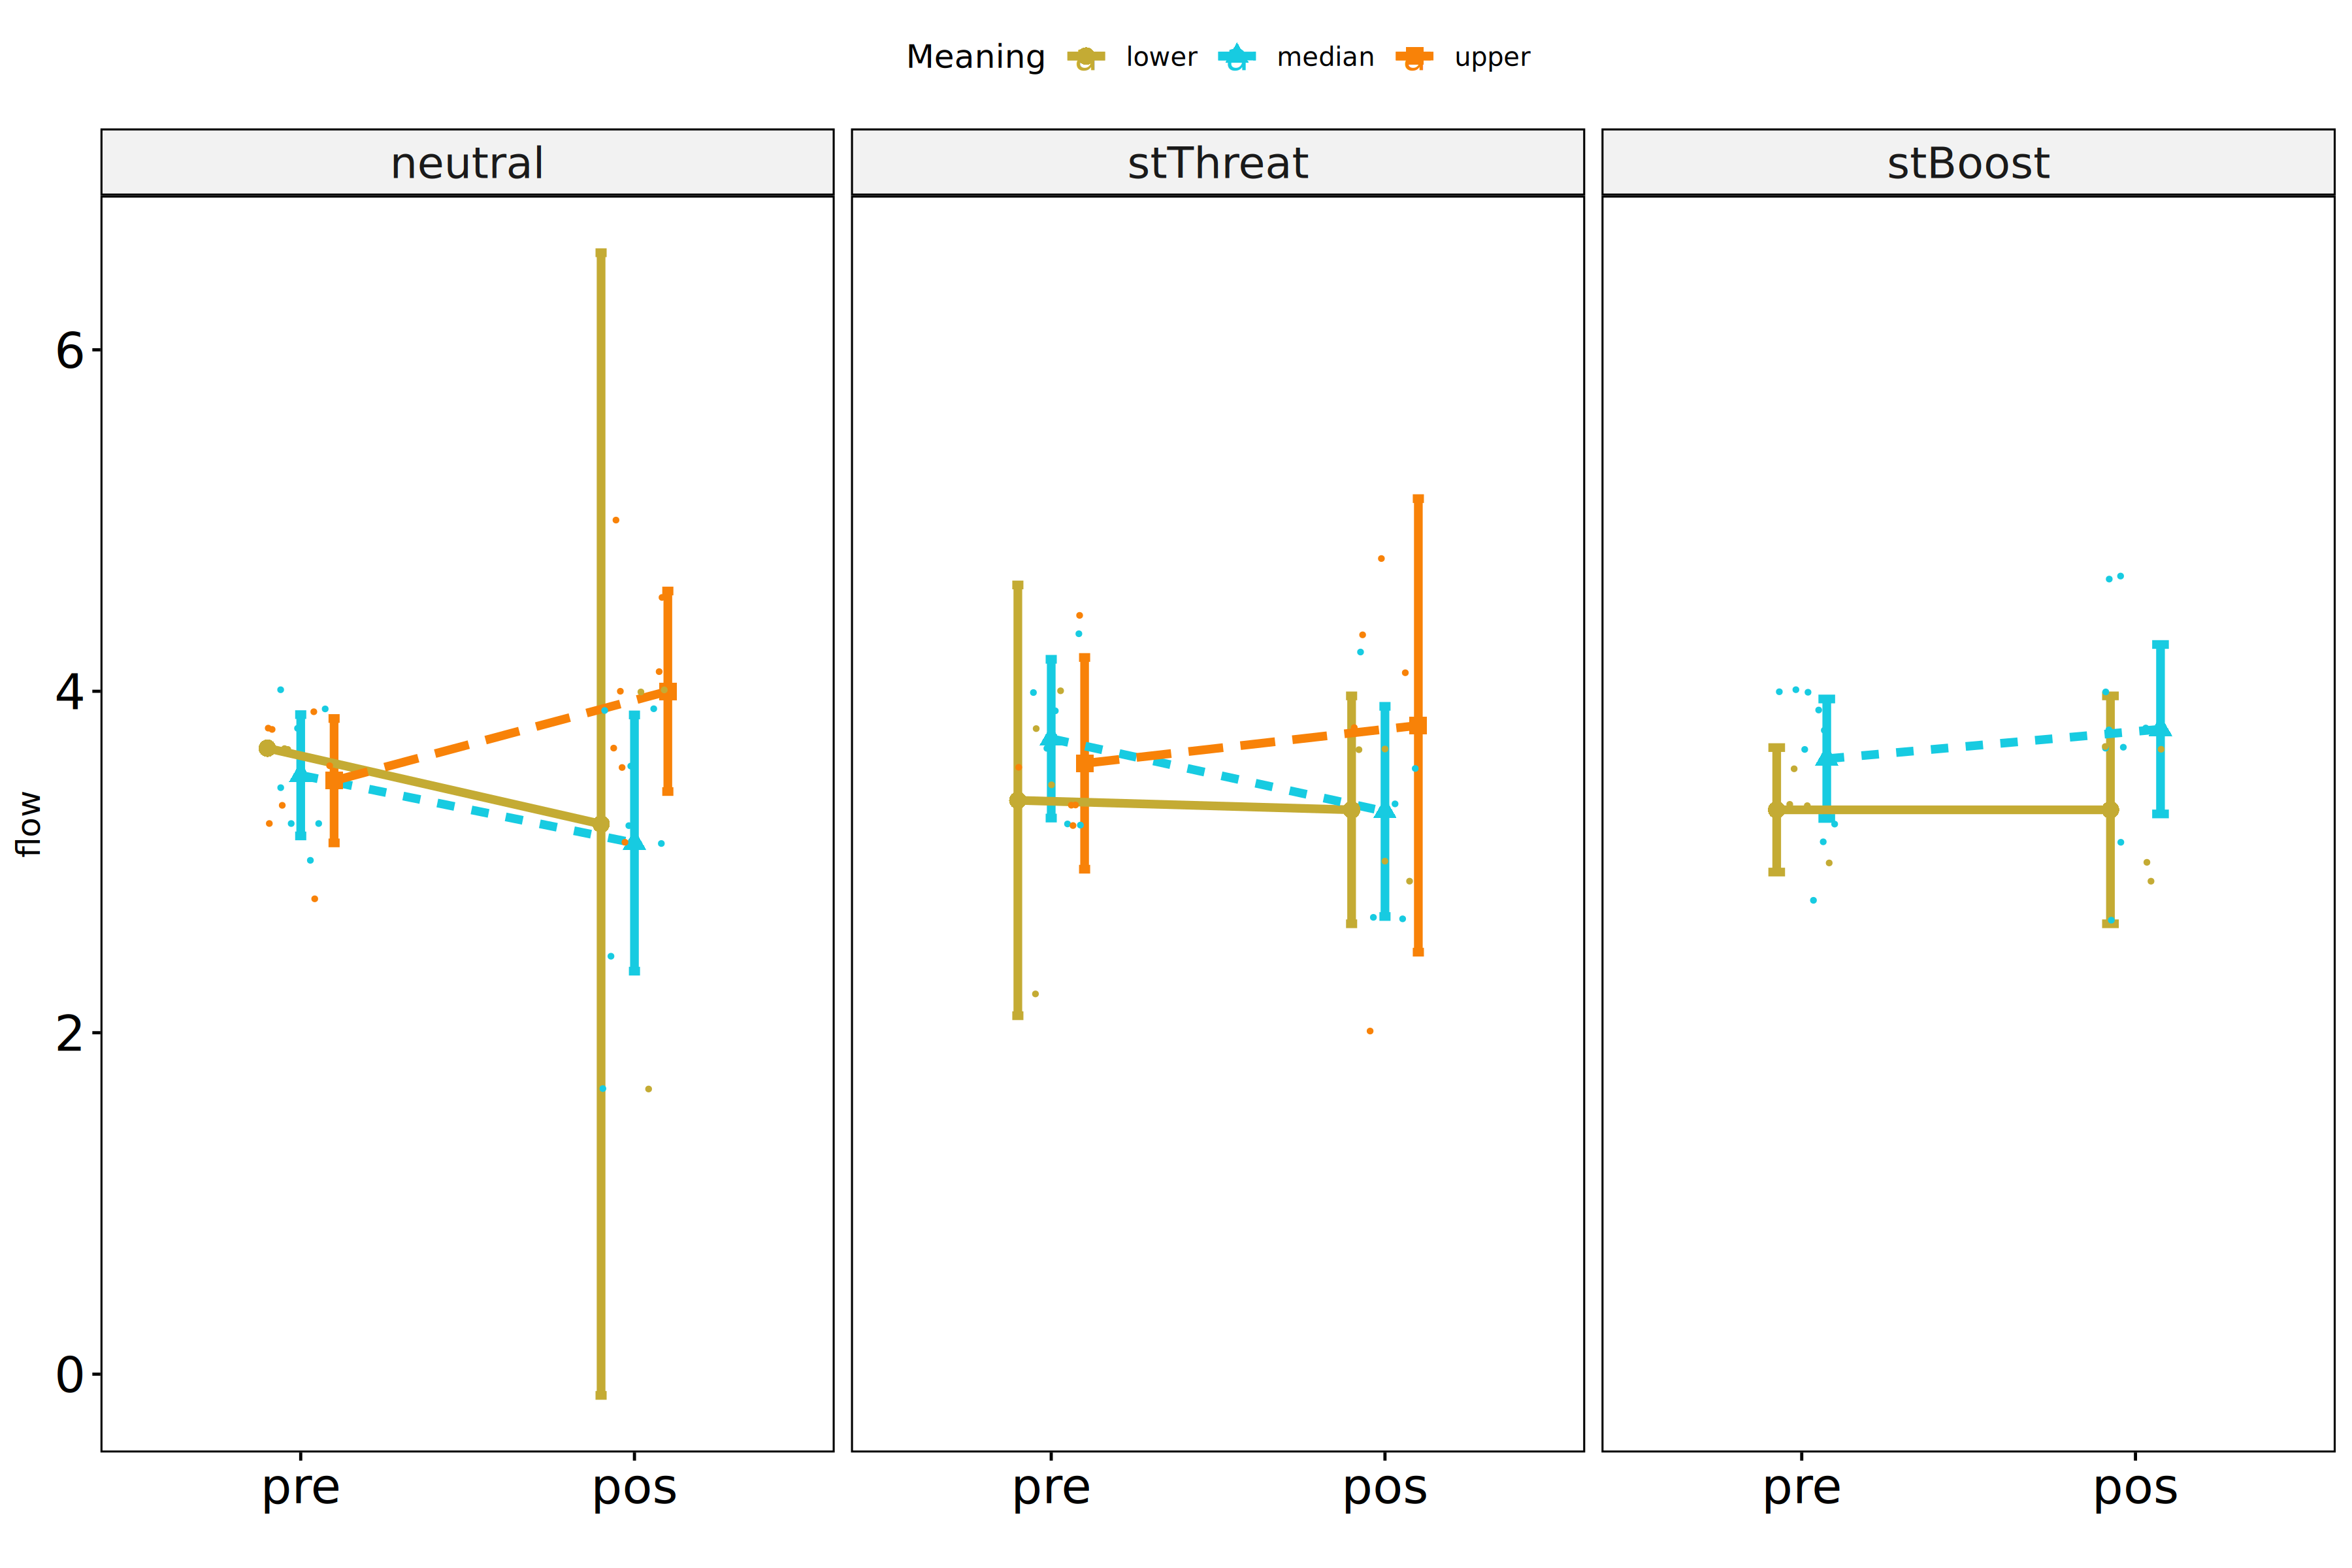 Meaning a lower a median a upper
neutral stThreat stBoost
6
4
2
0
flow
pre pos pre pos pre pos